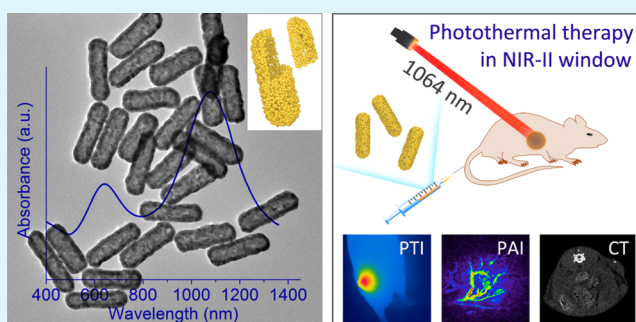 Absorbance (a.u.)
400 600 800 1000 1200 1400
Wavelength (nm)
Photothermal therapy
in NIR-II window
1064 nm
PTI
PAI
CT